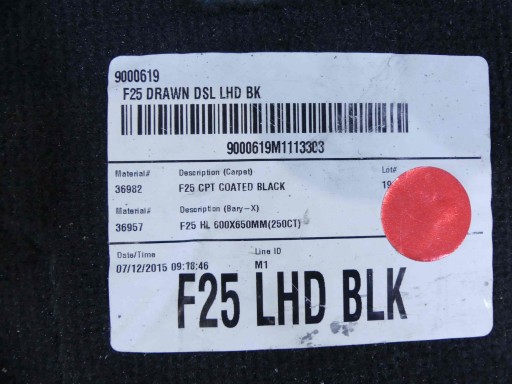 9000619
F25 DRAWN DSL LHD BK
9000619M1113303
Material# Description (Carpet) Lot#
36982 F25 CPT COATED BLACK 19
Material# Description (Bary-X)
36957 F25 HL 600X650MM(250CT)
Date/Time Line ID
07/12/2015 09:18:46 M1
F25 LHD BLK